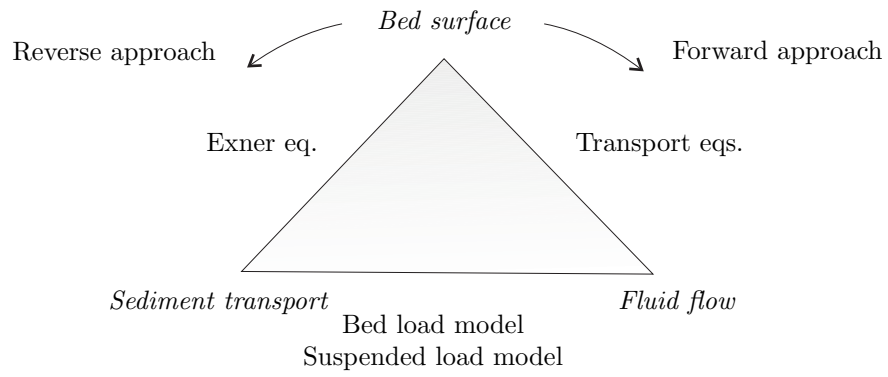 Bed surface
Reverse approach
Forward approach
Exner eq.
Transport eqs.
Sediment transport
Fluid flow
Bed load model
Suspended load model